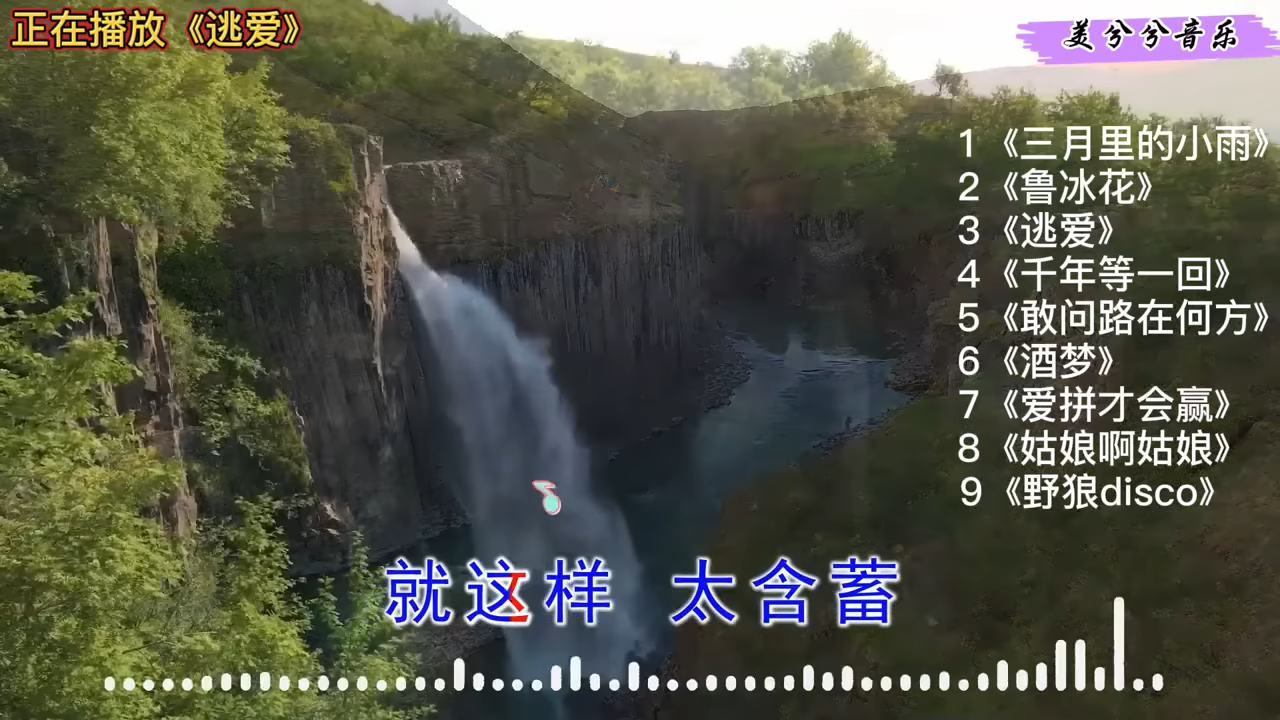 正在播放《逃爱》
美兮兮音乐
1《三月里的小雨》
2《鲁冰花》
3《逃爱》
4《千年等一回》
5《敢问路在何方》
6《酒梦》
7《爱拼才会赢》
8《姑娘啊姑娘》
9《野狼disco》
就这样 太含蓄